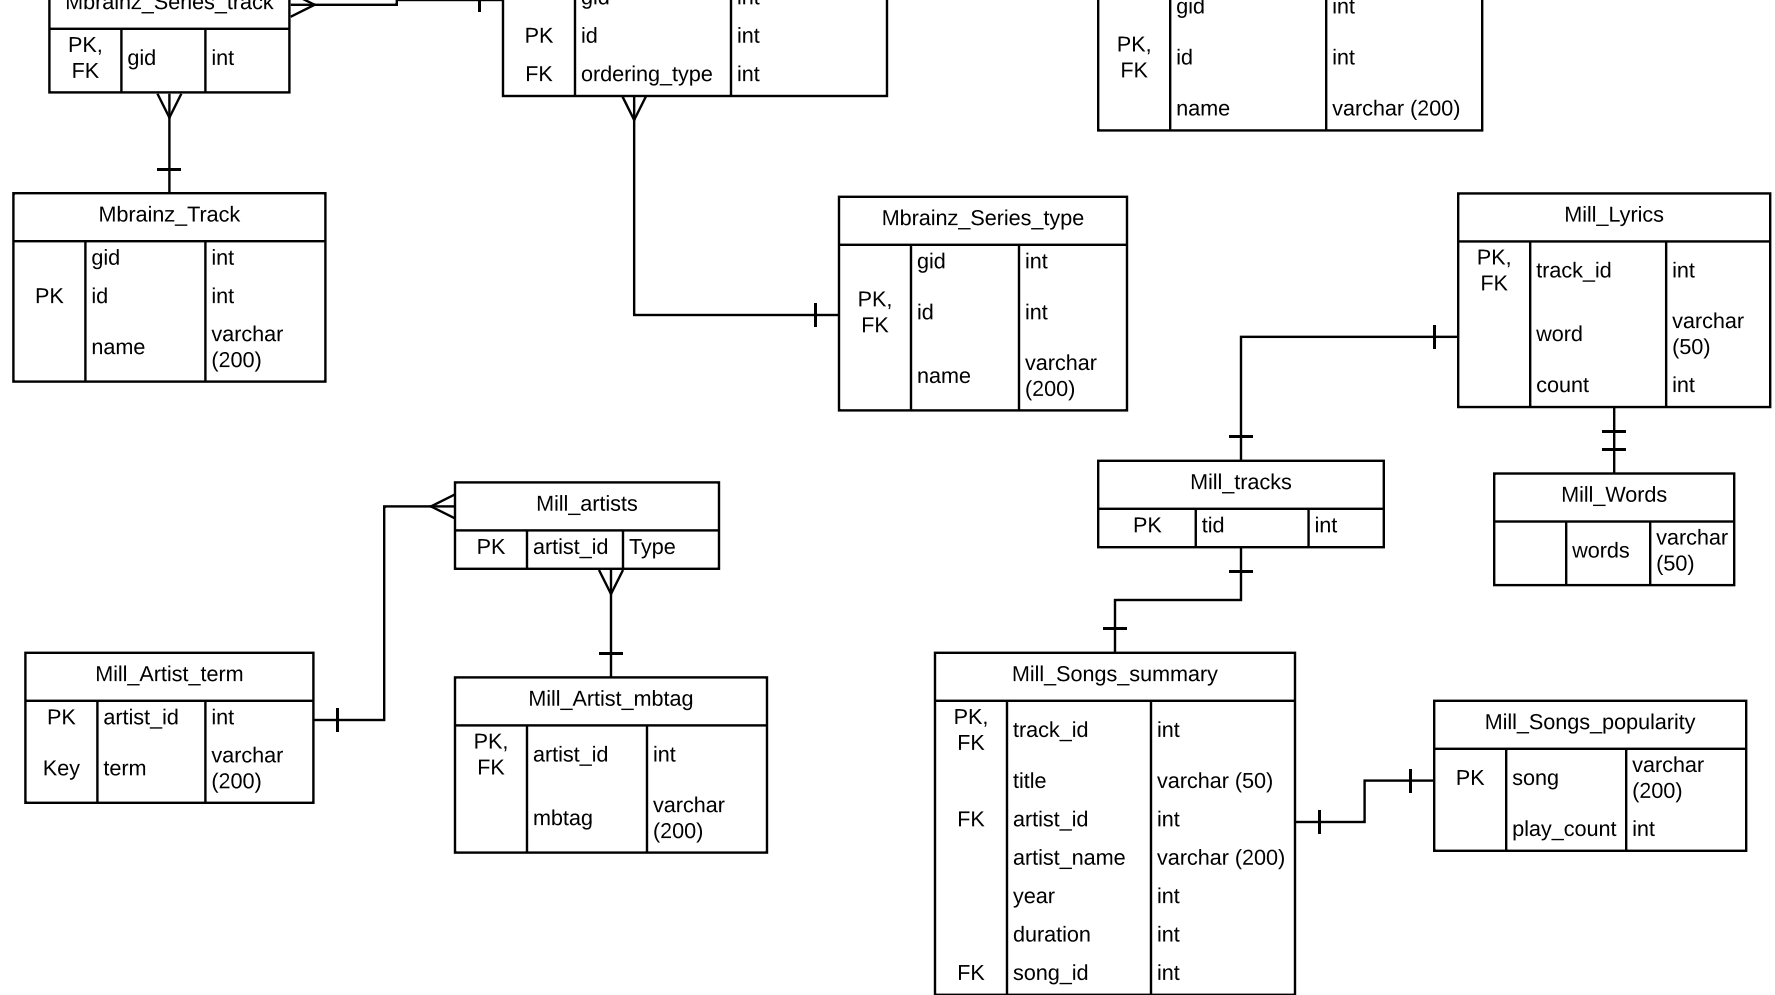 Mbrainz_Series_track
PK,
FK
gid
int
gid
int
PK
id
int
FK
ordering_type
int
gid
int
PK,
FK
id
int
name
varchar (200)
Mbrainz_Track
gid
int
PK
id
int
name
varchar
(200)
Mbrainz_Series_type
gid
int
PK,
FK
id
int
name
varchar
(200)
Mill_Lyrics
PK,
FK
track_id
int
word
varchar
(50)
count
int
Mill_artists
PK
artist_id
Type
Mill_tracks
PK
tid
int
Mill_Words
words
varchar
(50)
Mill_Artist_term
PK
artist_id
int
Key
term
varchar
(200)
Mill_Artist_mbtag
PK,
FK
artist_id
int
mbtag
varchar
(200)
Mill_Songs_summary
PK,
FK
track_id
int
title
varchar (50)
FK
artist_id
int
artist_name
varchar (200)
year
int
duration
int
FK
song_id
int
Mill_Songs_popularity
PK
song
varchar
(200)
play_count
int